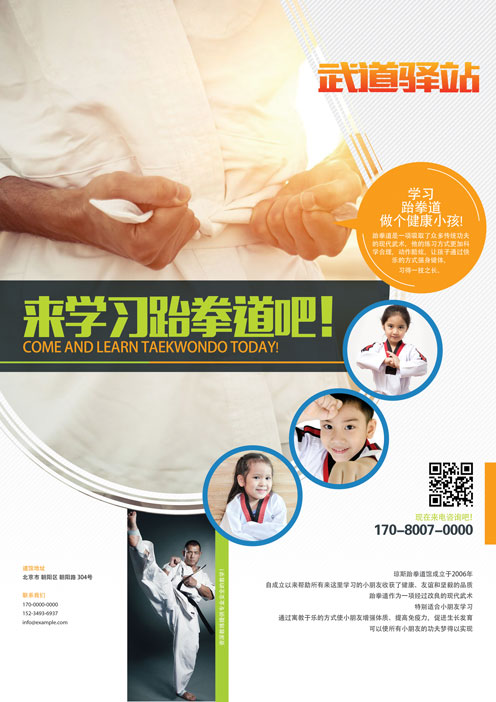 武道驿站
学习
跆拳道
做个健康小孩!
跆拳道是一项吸取了众多传统功夫
的现代武术。他的练习方式更加科
学合理，动作酷炫，让孩子通过快
乐的方式强身健体。
习得一技之长。
来学习跆拳道吧！
COME AND LEARN TAEKWONDO TODAY!
现在来电咨询吧！
170-8007-0000
道馆地址
北京市 朝阳区 朝阳路 304号
联系我们
170-0000-0000
152-3493-6937
info@example.com
琼斯跆拳道馆成立于2006年
自成立以来帮助所有来这里学习的小朋友收获了健康、友谊和坚毅的品质
跆拳道作为一项经过改良的现代武术
特别适合小朋友学习
通过寓教于乐的方式使小朋友增强体质、提高免疫力，促进生长发育
可以使所有小朋友的功夫梦得以实现